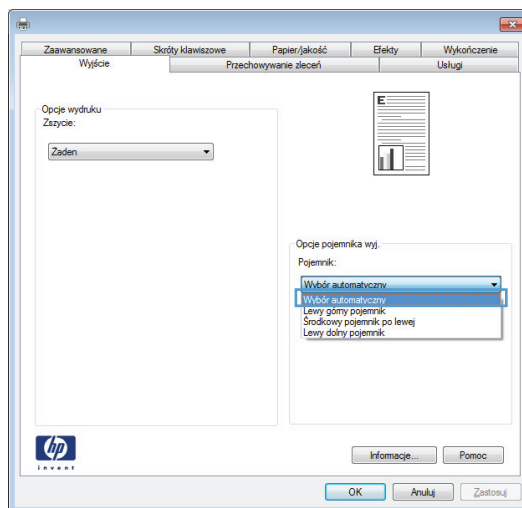 Zaawansowane Skróty klawiszowe Papier/jakość Efekty Wykończenie
Wyjście Przechowywanie zleceń Usługi
Opcje wydruku
Zszycie:
Żaden
E
Opcje pojemnika wyj.
Pojemnik:
Wybór automatyczny
Wybór automatyczny
Lewy górny pojemnik
Środkowy pojemnik po lewej
Lewy dolny pojemnik
hp
invent
Informacje... Pomoc
OK Anuluj Zastosuj